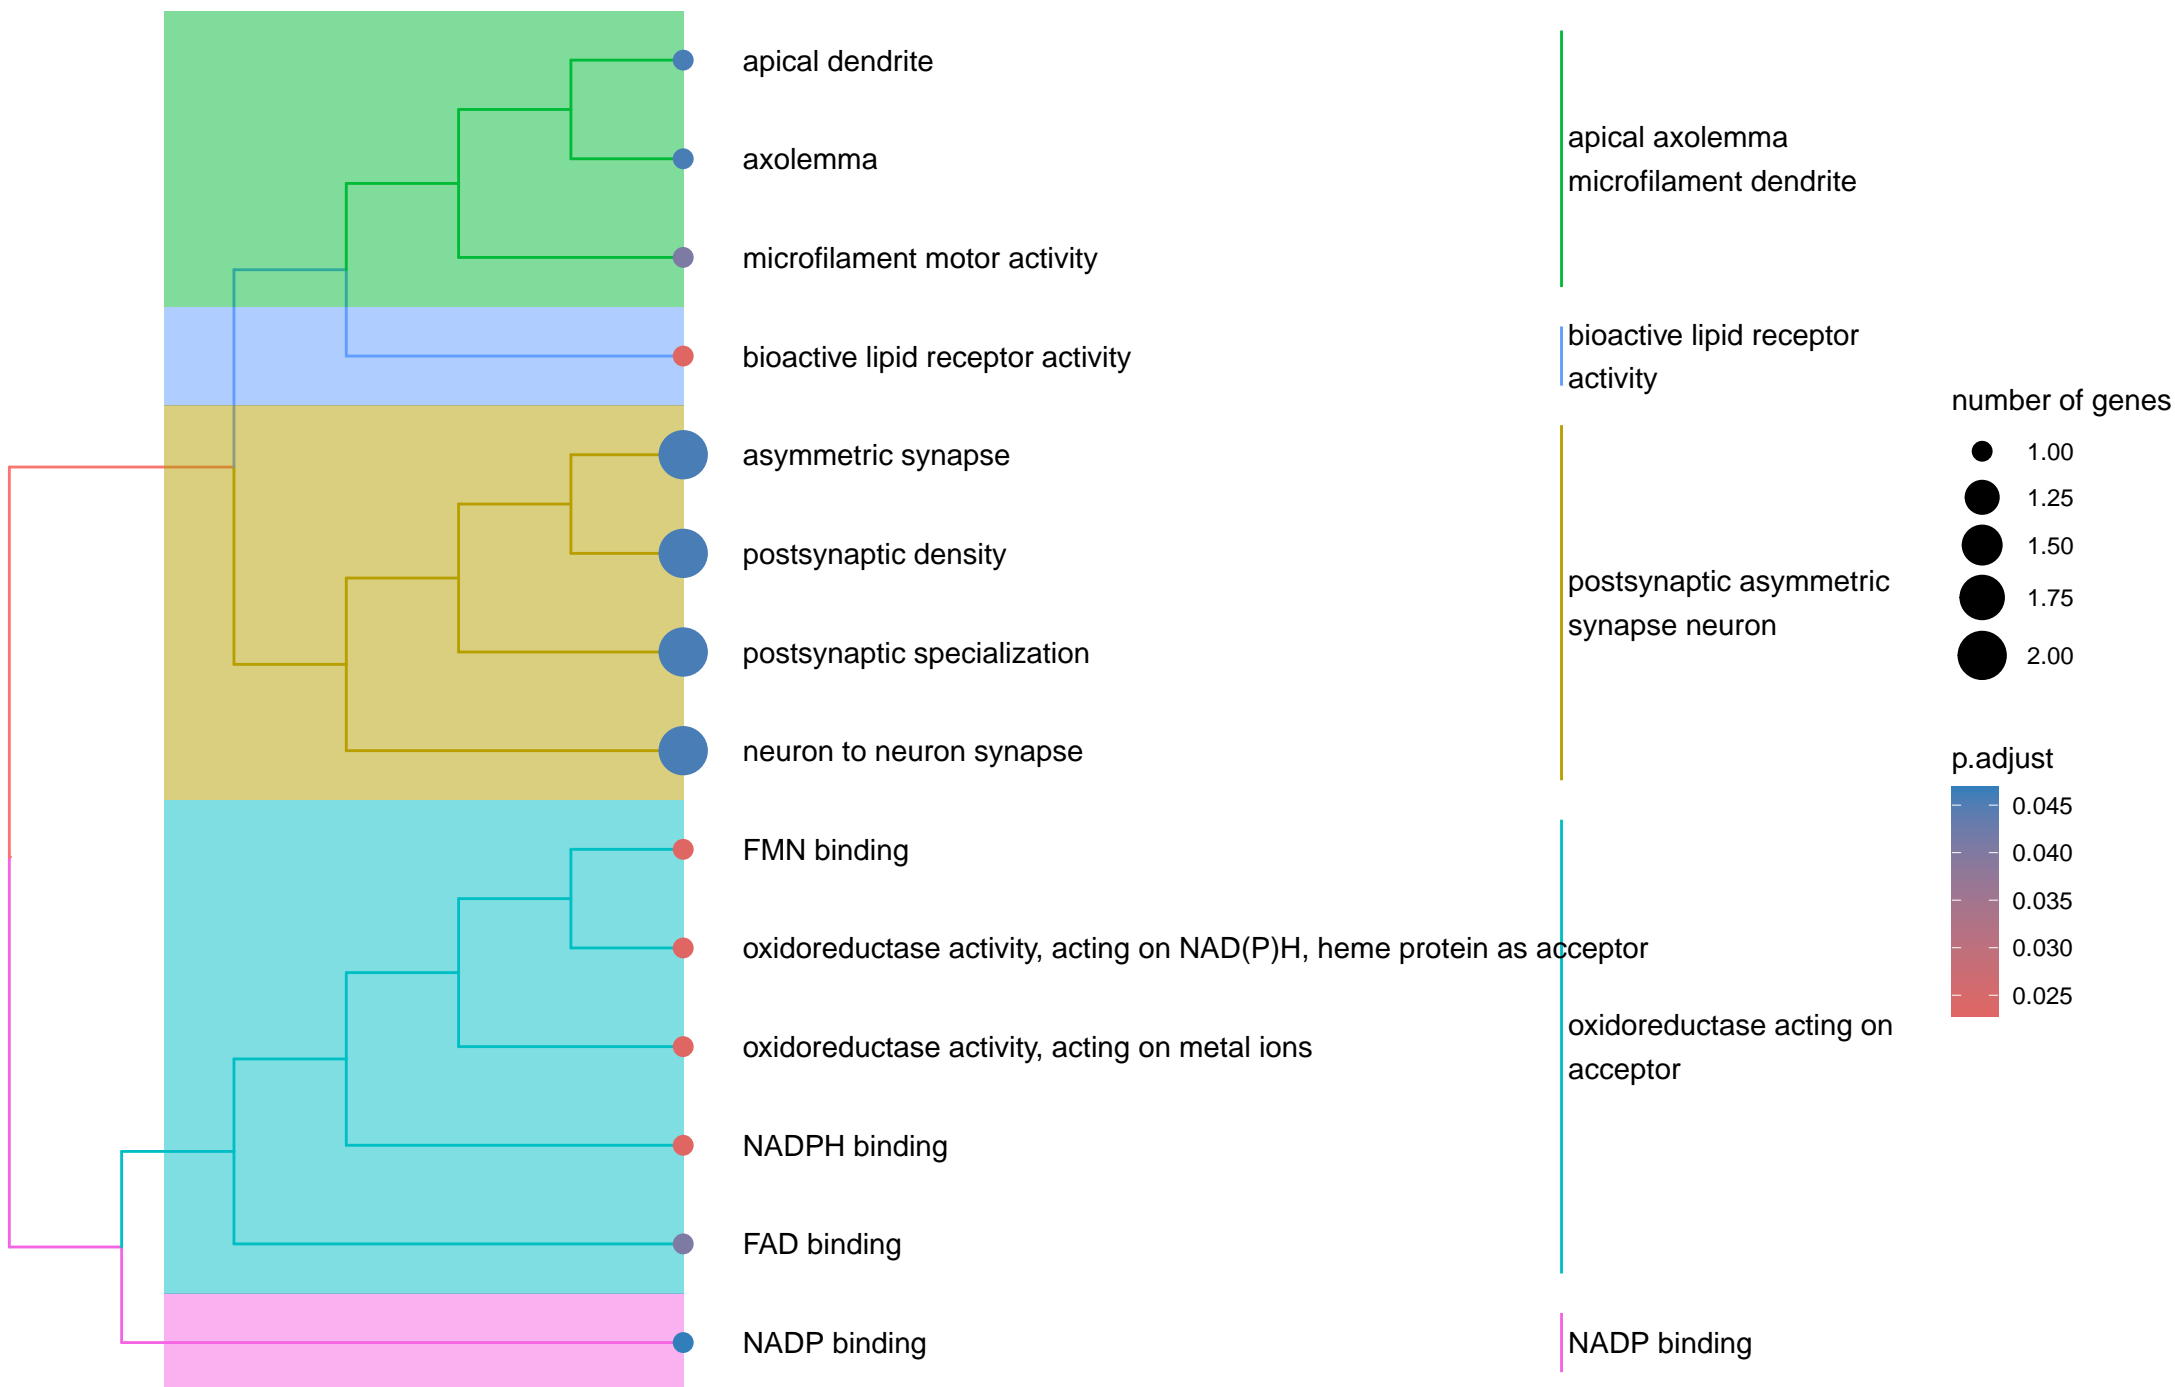 apical dendrite
axolemma
microfilament motor activity
bioactive lipid receptor activity
asymmetric synapse
postsynaptic density
postsynaptic specialization
neuron to neuron synapse
FMN binding
oxidoreductase activity, acting on NAD(P)H, heme protein as acceptor
oxidoreductase activity, acting on metal ions
NADPH binding
FAD binding
NADP binding
apical axolemma
microfilament dendrite
bioactive lipid receptor
activity
postsynaptic asymmetric
synapse neuron
oxidoreductase acting on
acceptor
NADP binding
number of genes
1.00
1.25
1.50
1.75
2.00
p.adjust
0.045
0.040
0.035
0.030
0.025